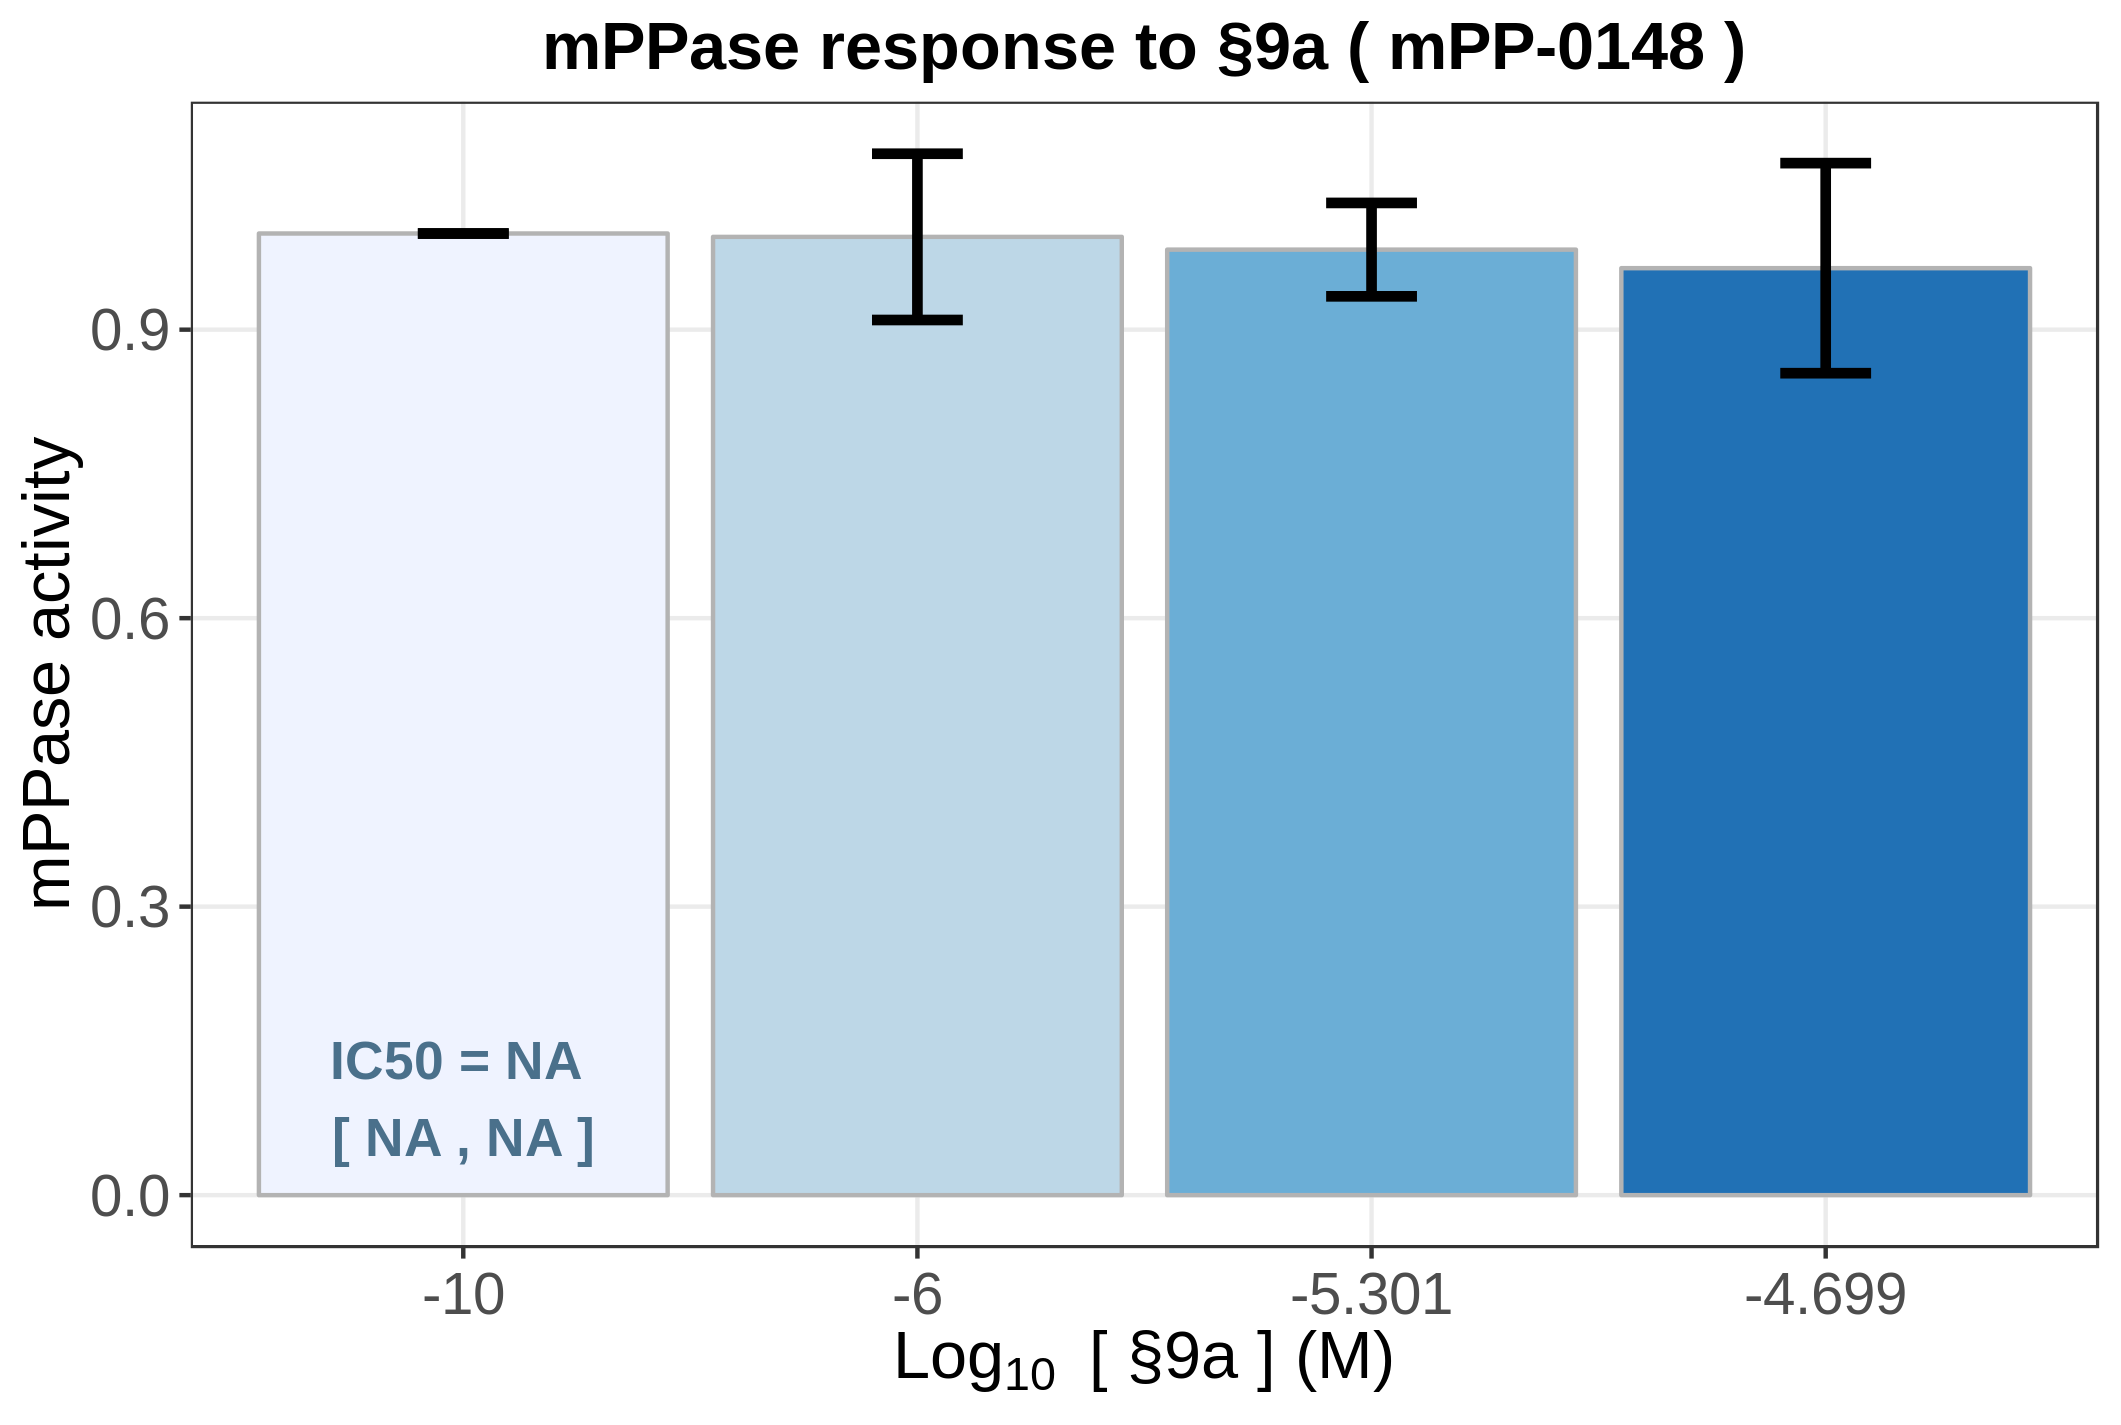 mPPase response to §9a ( mPP-0148 )
mPPase activity
0.9
0.6
0.3
0.0
IC50 = NA
[ NA , NA ]
-10
-6
-5.301
-4.699
Log10 [ §9a ] (M)